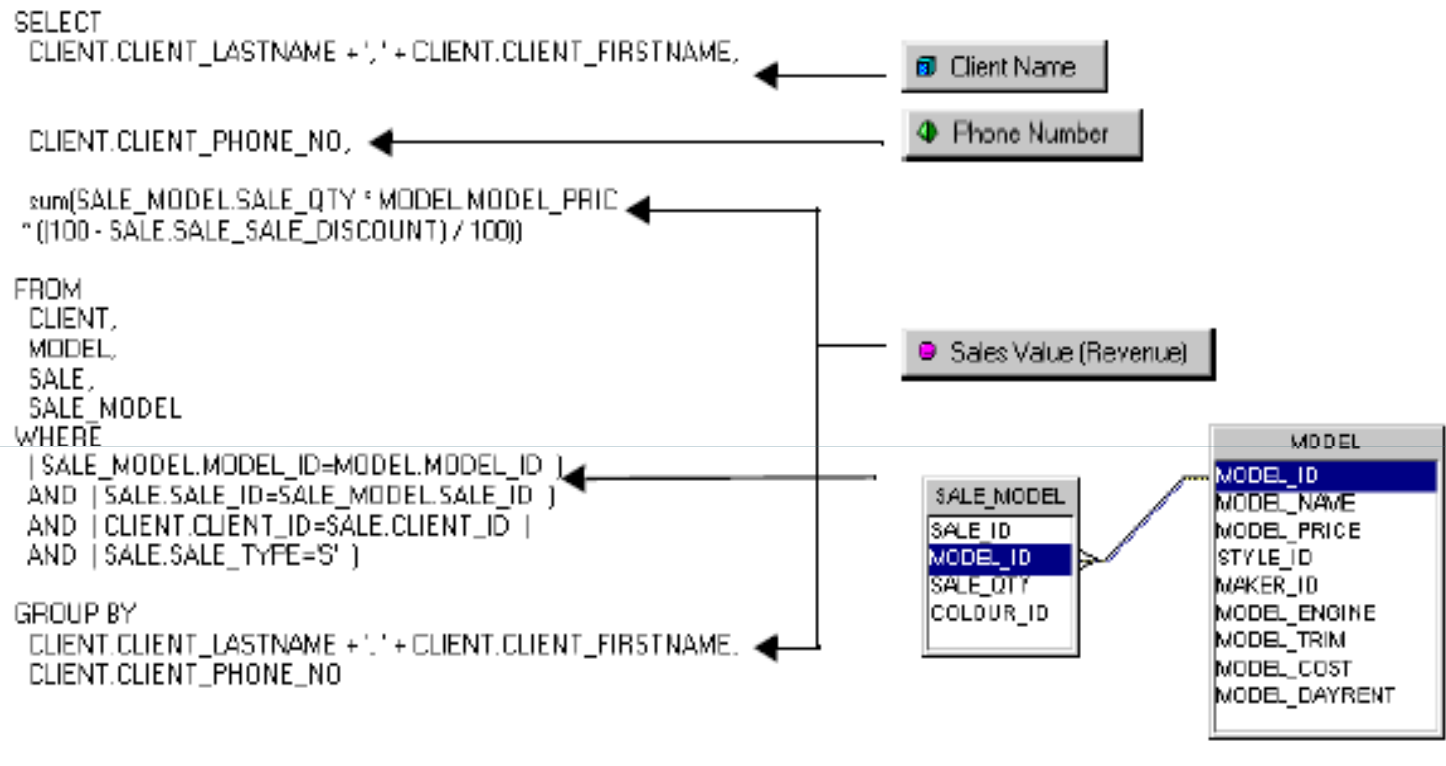 SELECT
CLIENT.CLIENT_LASTNAME + ', ' + CLIENT.CLIENT_FIRSTNAME,
CLIENT.CLIENT_PHONE_NO,
sum(SALE_MODEL.SALE_QTY * MODEL.MODEL_PRIC
* ((100 - SALE.SALE_SALE_DISCOUNT) / 100))
FROM
CLIENT,
MODEL,
SALE,
SALE_MODEL
WHERE
( SALE_MODEL.MODEL_ID=MODEL.MODEL_ID )
AND ( SALE.SALE_ID=SALE_MODEL.SALE_ID )
AND ( CLIENT.CLIENT_ID=SALE.CLIENT_ID )
AND ( SALE.SALE_TYPE='S' )
GROUP BY
CLIENT.CLIENT_LASTNAME + ', ' + CLIENT.CLIENT_FIRSTNAME,
CLIENT.CLIENT_PHONE_NO
Client Name
Phone Number
Sales Value (Revenue)
SALE_MODEL
SALE_ID
MODEL_ID
SALE_QTY
COLOUR_ID
MODEL
MODEL_ID
MODEL_NAME
MODEL_PRICE
STYLE_ID
MAKER_ID
MODEL_ENGINE
MODEL_TRIM
MODEL_COST
MODEL_DAYRENT